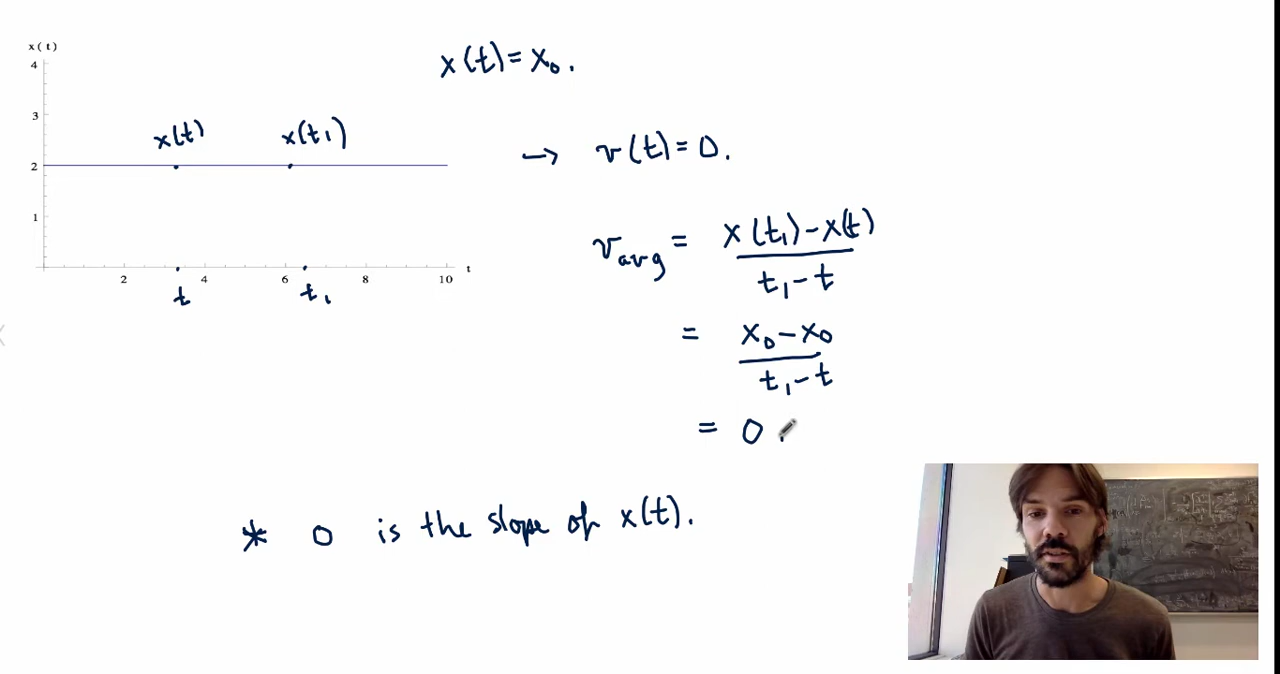 x(t)
4
3
2
1
2 4 6 8 10 t
x(t) x(t₁)
t t₁
x(t) = x₀.
→ v(t) = 0.
v_avg = x(t₁) - x(t)
t₁ - t
= x₀ - x₀
t₁ - t
= 0.
* 0 is the slope of x(t).